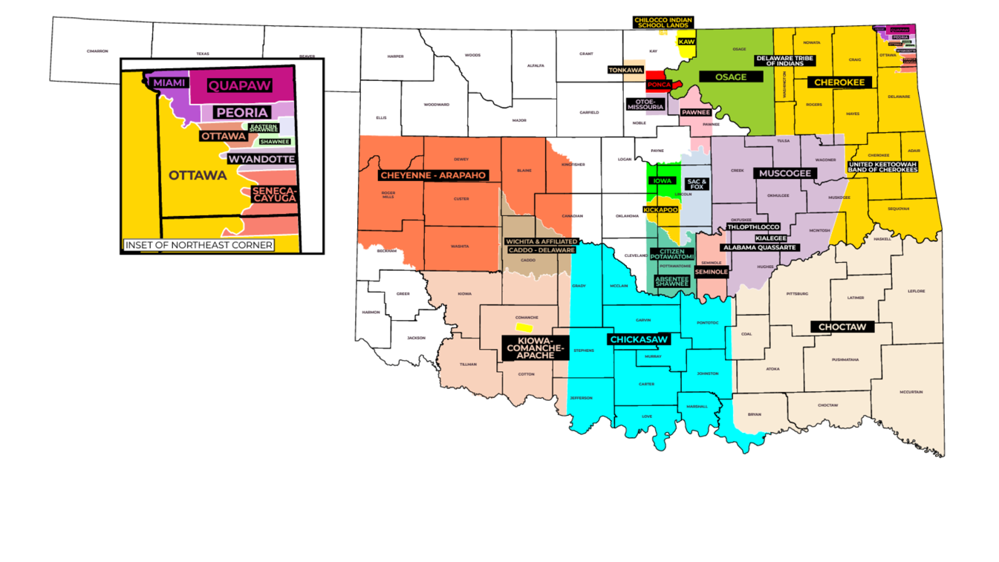 CHILOCCO INDIAN
SCHOOL LANDS
KAW
CIMARRON
TEXAS
BEAVER
HARPER
WOODS
ALFALFA
GRANT
KAY
OSAGE
NOWATA
CRAIG
OTTAWA
QUAPAW
PEORIA
WYANDOTTE
DELAWARE TRIBE
OF INDIANS
TONKAWA
OSAGE
CHEROKEE
PONCA
WASHINGTON
ROGERS
MAYES
DELAWARE
WOODWARD
ELLIS
MAJOR
GARFIELD
OTOE-
MISSOURIA
NOBLE
PAWNEE
PAWNEE
MIAMI
QUAPAW
PEORIA
EASTERN
SHAWNEE
OTTAWA
SHAWNEE
WYANDOTTE
OTTAWA
SENECA-
CAYUGA
INSET OF NORTHEAST CORNER
DEWEY
BLAINE
KINGFISHER
LOGAN
PAYNE
TULSA
CREEK
WAGONER
CHEROKEE
ADAIR
CHEYENNE - ARAPAHO
IOWA
SAC &
FOX
LINCOLN
MUSCOGEE
UNITED KEETOOWAH
BAND OF CHEROKEES
ROGER
MILLS
CUSTER
CANADIAN
OKLAHOMA
KICKAPOO
OKMULGEE
MUSKOGEE
SEQUOYAH
OKFUSKEE
THLOPTHLOCCO
KIALEGEE
ALABAMA QUASSARTE
MCINTOSH
HASKELL
BECKHAM
WASHITA
WICHITA & AFFILIATED
CADDO - DELAWARE
CADDO
CLEVELAND
CITIZEN
POTAWATOMI
POTTAWATOMIE
ABSENTEE
SHAWNEE
SEMINOLE
SEMINOLE
HUGHES
GREER
KIOWA
GRADY
MCCLAIN
PITTSBURG
LATIMER
LEFLORE
HARMON
JACKSON
COMANCHE
KIOWA-
COMANCHE-
APACHE
GARVIN
PONTOTOC
COAL
CHOCTAW
CHICKASAW
STEPHENS
MURRAY
TILLMAN
COTTON
JOHNSTON
ATOKA
PUSHMATAHA
CARTER
JEFFERSON
LOVE
MARSHALL
BRYAN
CHOCTAW
MCCURTAIN